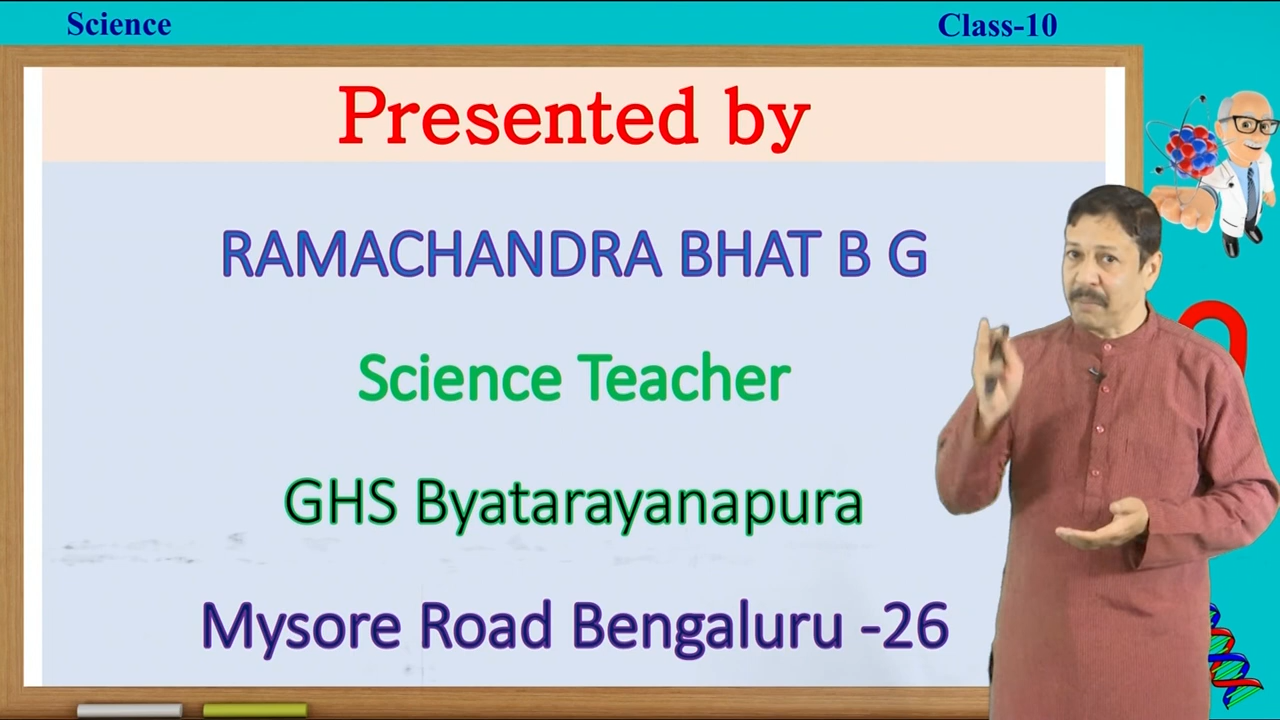 Science
Class-10
Presented by
RAMACHANDRA BHAT B G
Science Teacher
GHS Byatarayanapura
Mysore Road Bengaluru -26